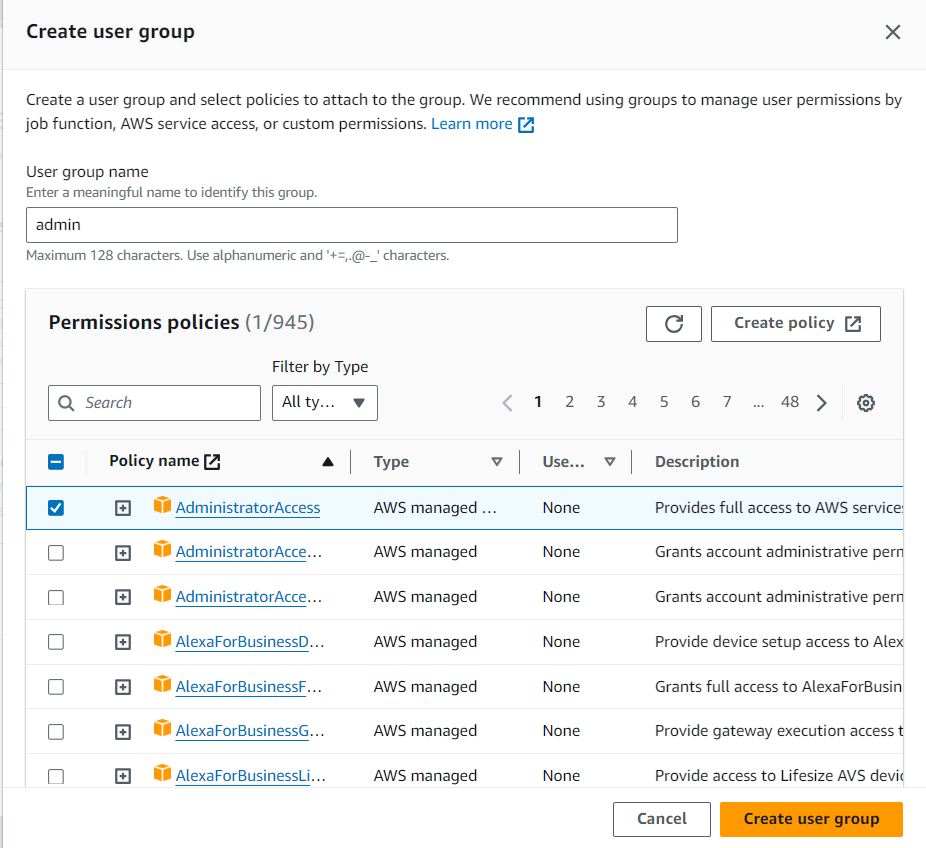 Create user group
Create a user group and select policies to attach to the group. We recommend using groups to manage user permissions by
job function, AWS service access, or custom permissions. Learn more
User group name
Enter a meaningful name to identify this group.
admin
Maximum 128 characters. Use alphanumeric and '+=,.@-_' characters.
Permissions policies (1/945)
Create policy
Filter by Type
Search
All ty...
1 2 3 4 5 6 7 ... 48
Policy name Type Use... Description
AdministratorAccess AWS managed ... None Provides full access to AWS services
AdministratorAcce... AWS managed None Grants account administrative perm
AdministratorAcce... AWS managed None Grants account administrative perm
AlexaForBusinessD... AWS managed None Provide device setup access to Alex
AlexaForBusinessF... AWS managed None Grants full access to AlexaForBusin
AlexaForBusinessG... AWS managed None Provide gateway execution access t
AlexaForBusinessLi... AWS managed None Provide access to Lifesize AVS devic
Cancel Create user group